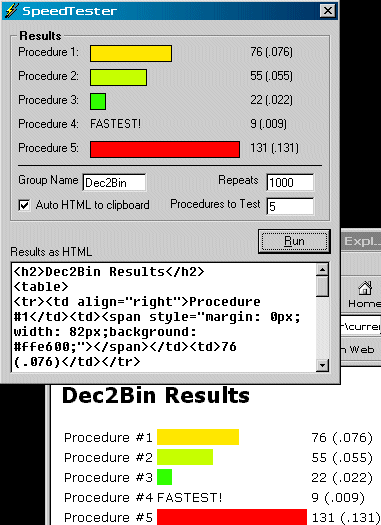 SpeedTester
Results
Procedure 1: 76 (.076)
Procedure 2: 55 (.055)
Procedure 3: 22 (.022)
Procedure 4: FASTEST! 9 (.009)
Procedure 5: 131 (.131)
Group Name Dec2Bin Repeats 1000
Auto HTML to clipboard Procedures to Test 5
Run
Expl..
Results as HTML
<h2>Dec2Bin Results</h2>
<table>
<tr><td align="right">Procedure
#1</td><td><span style="margin: 0px;
width: 82px;background:
#ffe600;"></span></td><td>76
(.076)</td></tr>
Home
r\curre
n Web
Dec2Bin Results
Procedure #1 76 (.076)
Procedure #2 55 (.055)
Procedure #3 22 (.022)
Procedure #4 FASTEST! 9 (.009)
Procedure #5 131 (.131)